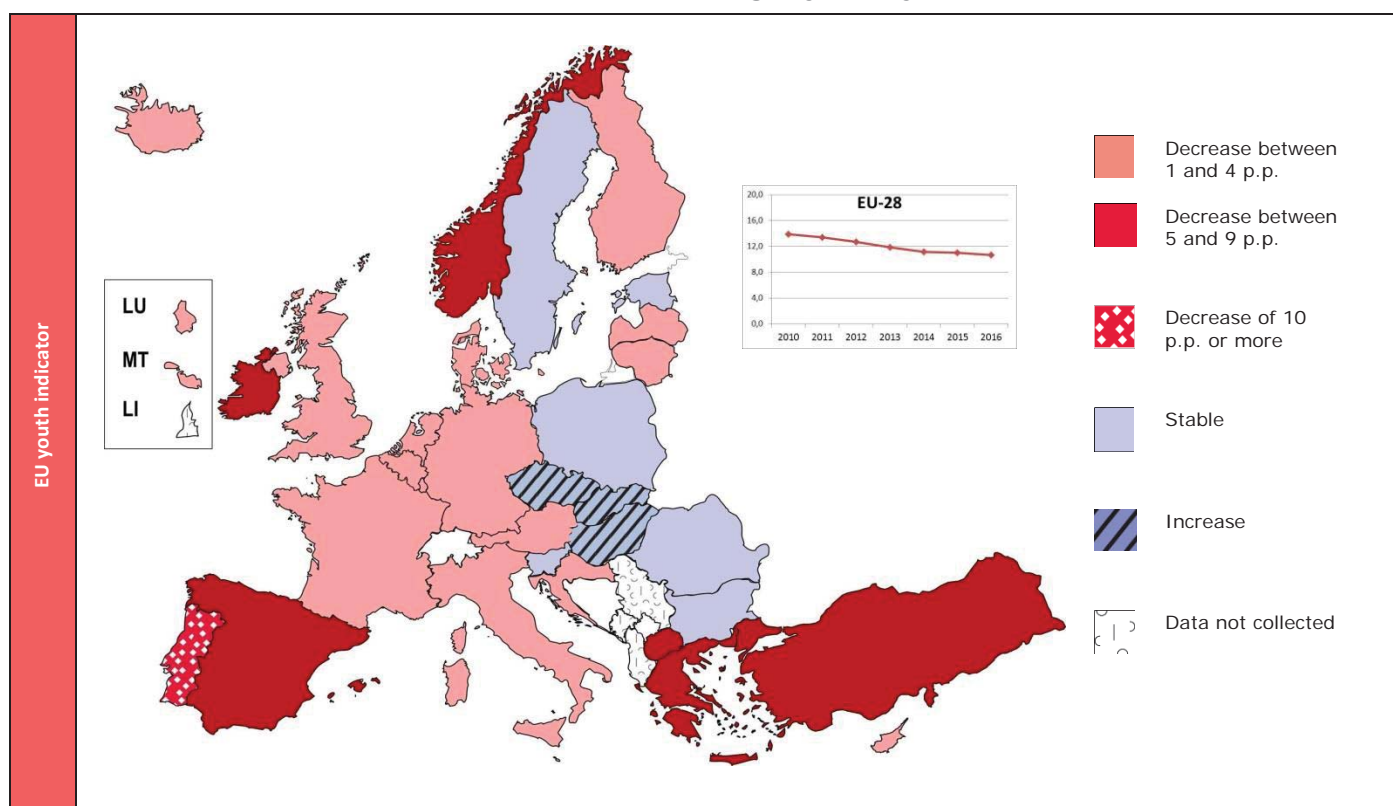 EU youth indicator
LU
MT
LI
EU-28
20,0
16,0
12,0
8,0
4,0
0,0
2010 2011 2012 2013 2014 2015 2016
Decrease between
1 and 4 p.p.
Decrease between
5 and 9 p.p.
Decrease of 10
p.p. or more
Stable
Increase
Data not collected